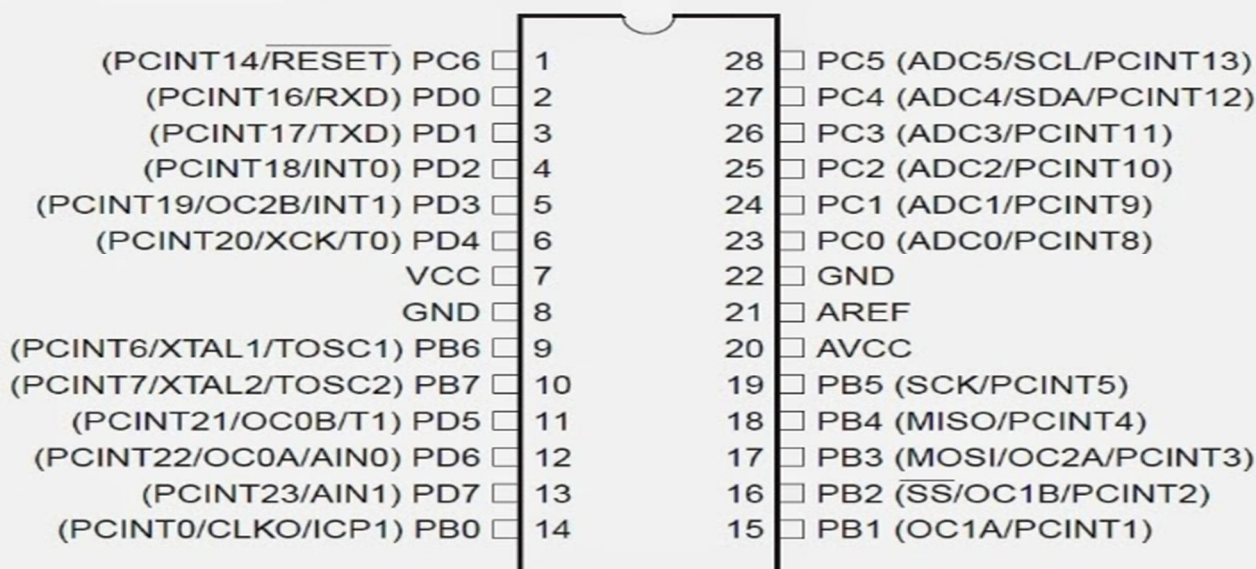 (PCINT14/RESET) PC6 1 28 PC5 (ADC5/SCL/PCINT13)
(PCINT16/RXD) PD0 2 27 PC4 (ADC4/SDA/PCINT12)
(PCINT17/TXD) PD1 3 26 PC3 (ADC3/PCINT11)
(PCINT18/INT0) PD2 4 25 PC2 (ADC2/PCINT10)
(PCINT19/OC2B/INT1) PD3 5 24 PC1 (ADC1/PCINT9)
(PCINT20/XCK/T0) PD4 6 23 PC0 (ADC0/PCINT8)
VCC 7 22 GND
GND 8 21 AREF
(PCINT6/XTAL1/TOSC1) PB6 9 20 AVCC
(PCINT7/XTAL2/TOSC2) PB7 10 19 PB5 (SCK/PCINT5)
(PCINT21/OC0B/T1) PD5 11 18 PB4 (MISO/PCINT4)
(PCINT22/OC0A/AIN0) PD6 12 17 PB3 (MOSI/OC2A/PCINT3)
(PCINT23/AIN1) PD7 13 16 PB2 (SS/OC1B/PCINT2)
(PCINT0/CLKO/ICP1) PB0 14 15 PB1 (OC1A/PCINT1)